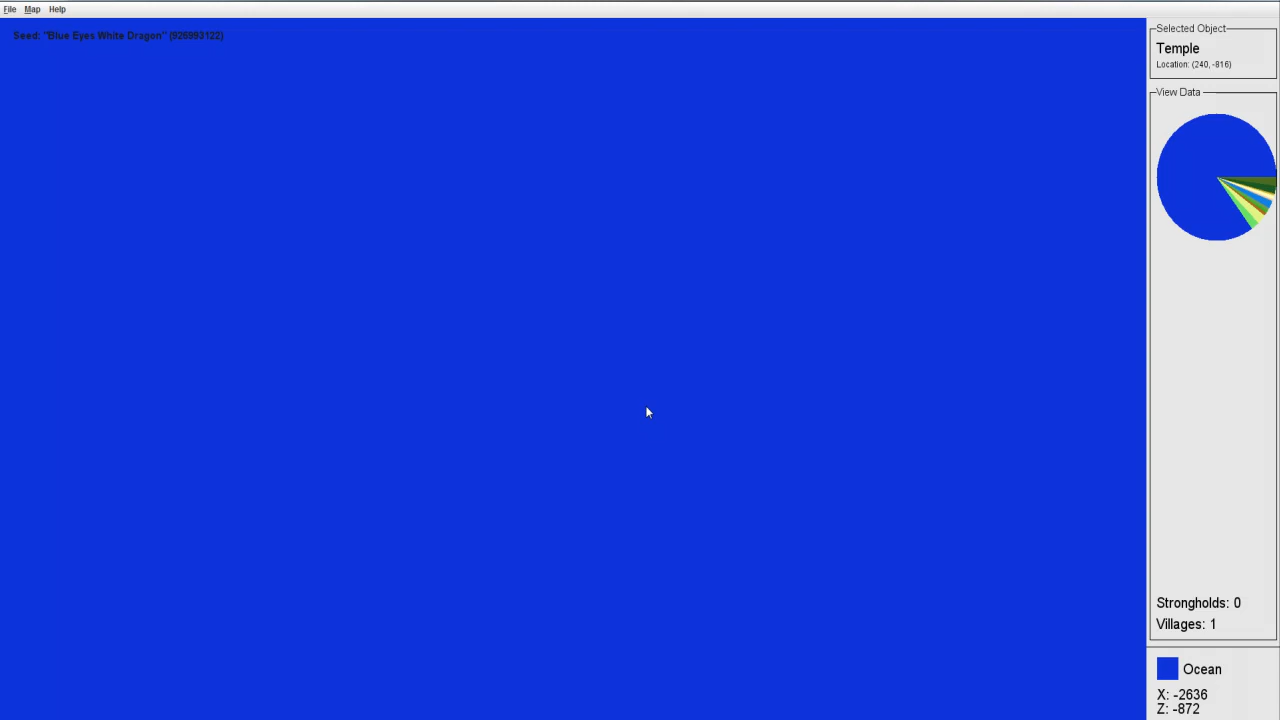 File Map Help
Seed: "Blue Eyes White Dragon" (926993122)
Selected Object
Temple
Location: (240, -816)
View Data
Strongholds: 0
Villages: 1
Ocean
X: -2636
Z: -872